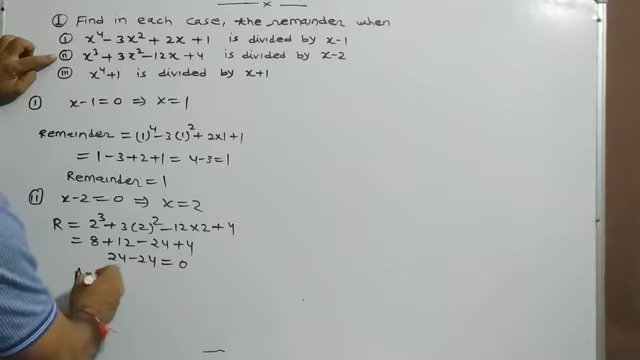 ① Find in each case, the remainder when
ⓘ x⁴ - 3x² + 2x + 1 is divided by x-1
ⓘⓘ x³ + 3x² - 12x + 4 is divided by x-2
ⓘⓘⓘ x⁴+1 is divided by x+1
ⓘ x-1=0 ⇒ x=1
Remainder = (1)⁴-3(1)²+2×1+1
= 1-3+2+1 = 4-3=1
Remainder = 1
ⓘⓘ x-2=0 ⇒ x=2
R = 2³+3(2)²-12×2+4
= 8+12-24+4
24-24=0